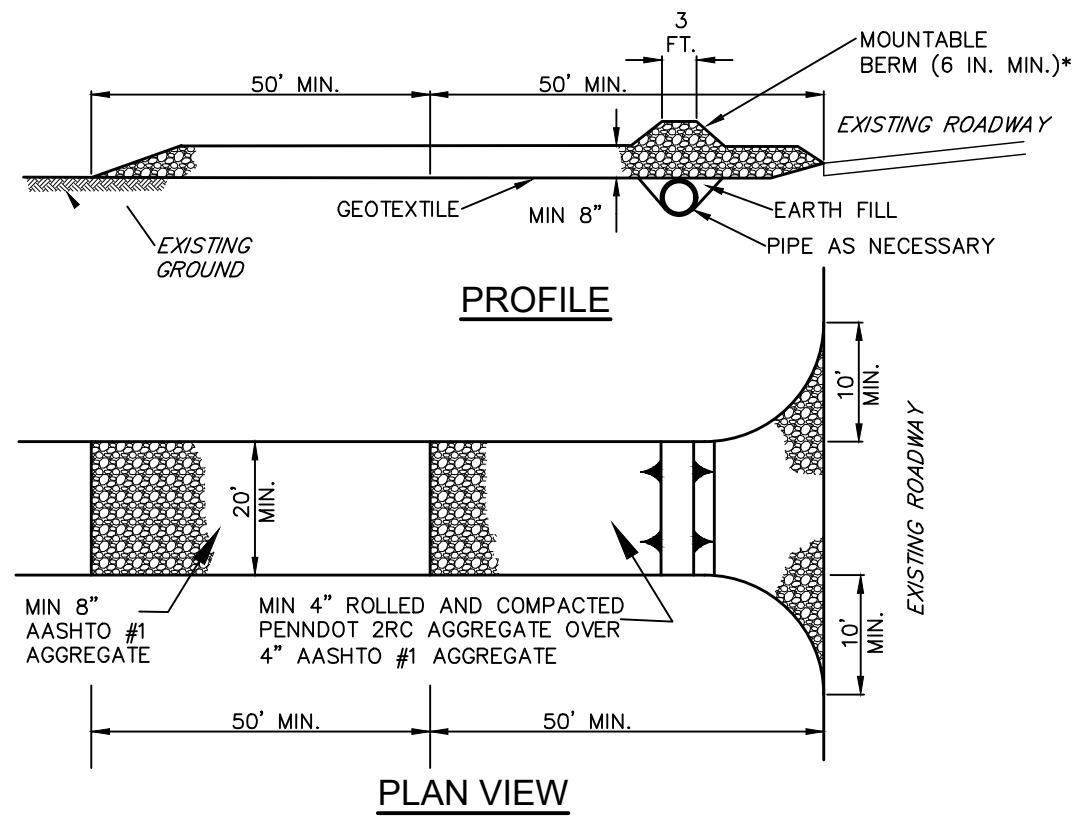 3
FT.
MOUNTABLE
BERM (6 IN. MIN.)*
50' MIN.
50' MIN.
EXISTING ROADWAY
GEOTEXTILE
MIN 8”
EARTH FILL
EXISTING
GROUND
PIPE AS NECESSARY
PROFILE
10'
MIN.
EXISTING ROADWAY
20'
MIN.
MIN 8”
AASHTO #1
AGGREGATE
MIN 4” ROLLED AND COMPACTED
PENNDOT 2RC AGGREGATE OVER
4” AASHTO #1 AGGREGATE
10'
MIN.
50' MIN.
50' MIN.
PLAN VIEW